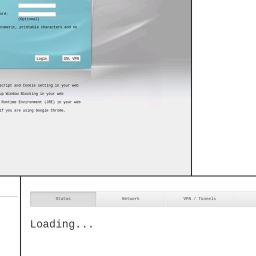 ord:
(Optional)
numeric, printable characters and no
Login SSL VPN
script and Cookie setting in your web
up Window Blocking in your web
Runtime Environment (JRE) in your web
if you are using Google Chrome.
Status Network VPN / Tunnels
Loading...